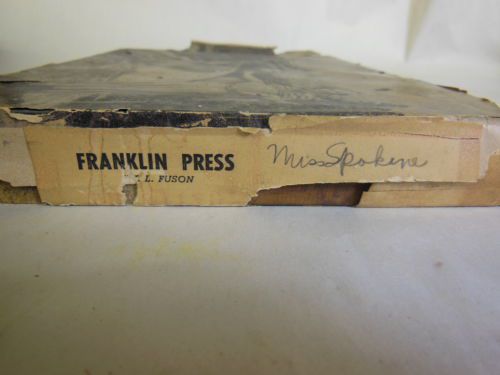 FRANKLIN PRESS
L. FUSON
Miss Spokane